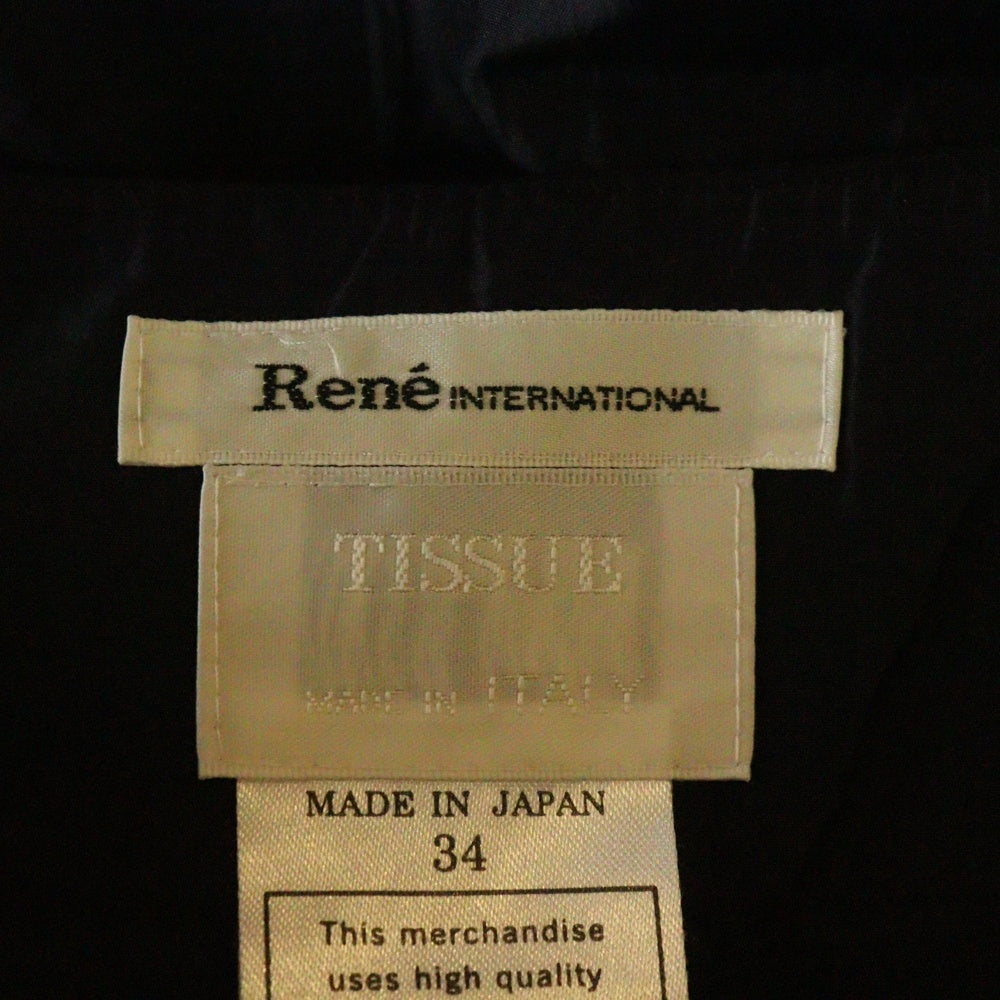 René INTERNATIONAL
TISSUE
MADE IN ITALY
MADE IN JAPAN
34
This merchandise
uses high quality